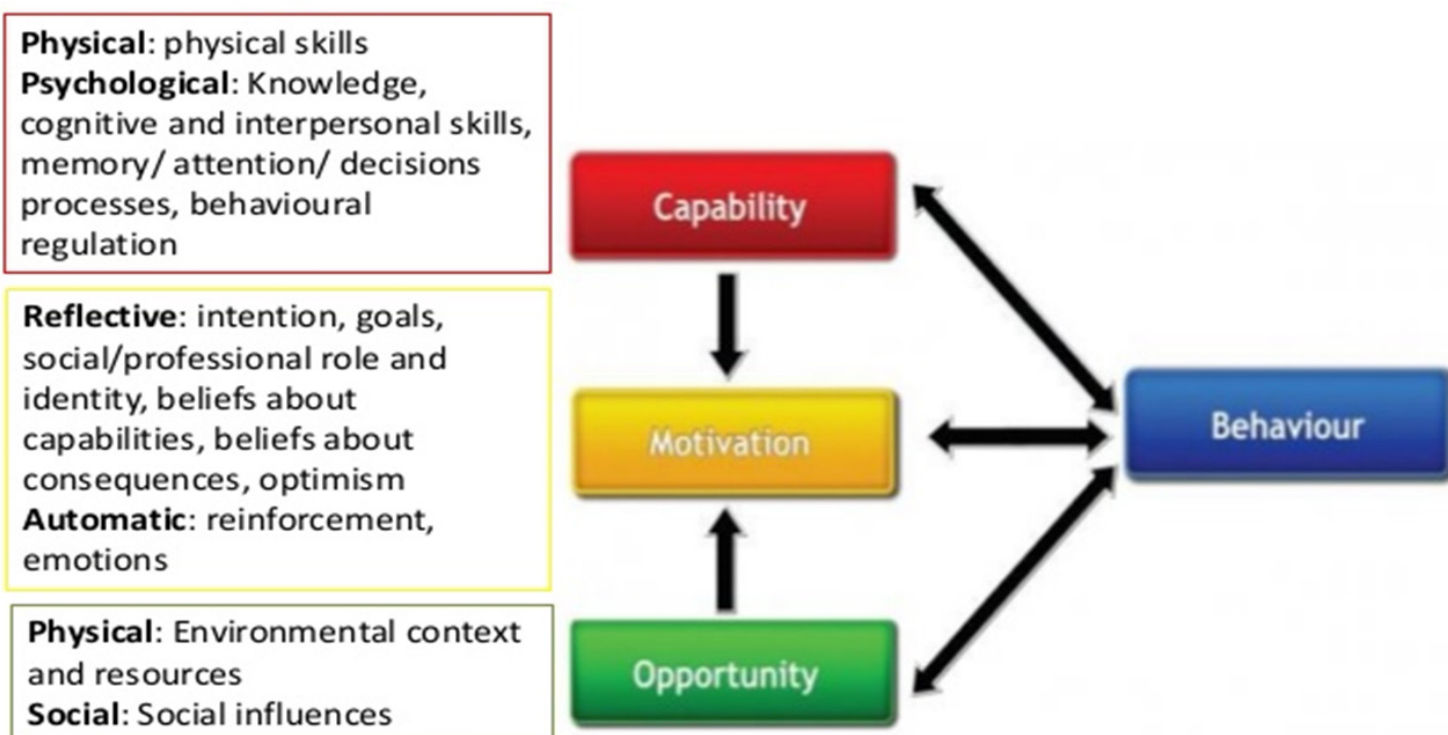 Physical: physical skills
Psychological: Knowledge,
cognitive and interpersonal skills,
memory/ attention/ decisions
processes, behavioural
regulation
Reflective: intention, goals,
social/professional role and
identity, beliefs about
capabilities, beliefs about
consequences, optimism
Automatic: reinforcement,
emotions
Physical: Environmental context
and resources
Social: Social influences
Capability
Motivation
Opportunity
Behaviour